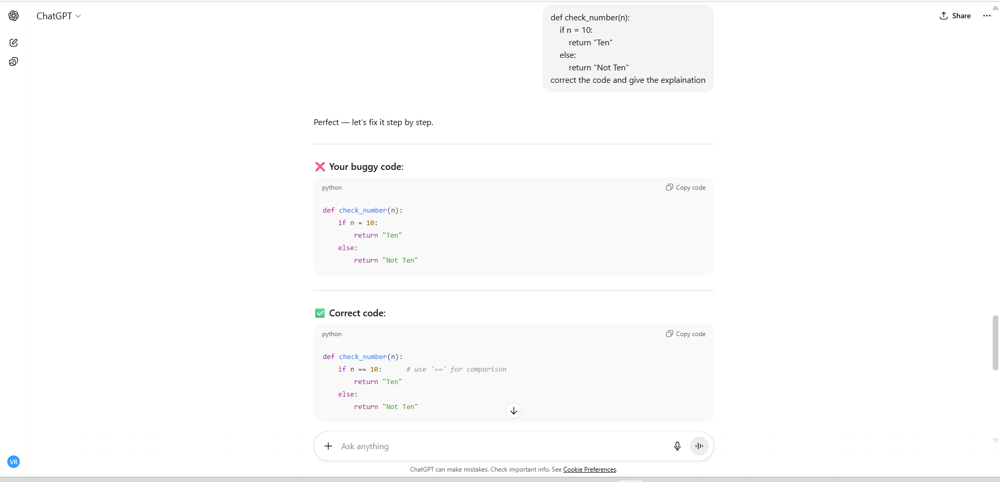 ChatGPT
Share
def check_number(n):
    if n = 10:
        return "Ten"
    else:
        return "Not Ten"
correct the code and give the explaination
Perfect — let's fix it step by step.
❌ Your buggy code:
python
Copy code
def check_number(n):
    if n = 10:
        return "Ten"
    else:
        return "Not Ten"
✅ Correct code:
python
Copy code
def check_number(n):
    if n == 10:      # use '==' for comparison
        return "Ten"
    else:
        return "Not Ten"
Ask anything
VR
ChatGPT can make mistakes. Check important info. See Cookie Preferences.